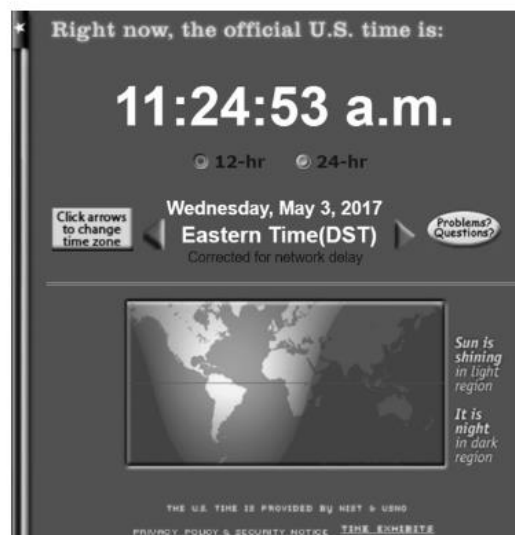 Right now, the official U.S. time is:
11:24:53 a.m.
12-hr 24-hr
Click arrows
to change
time zone
Wednesday, May 3, 2017
Eastern Time(DST)
Corrected for network delay
Problems?
Questions?
Sun is
shining
in light
region
It is
night
in dark
region
THE U.S. TIME IS PROVIDED BY NIST & USNO
PRIVACY POLICY & SECURITY NOTICE TIME EXHIBITS